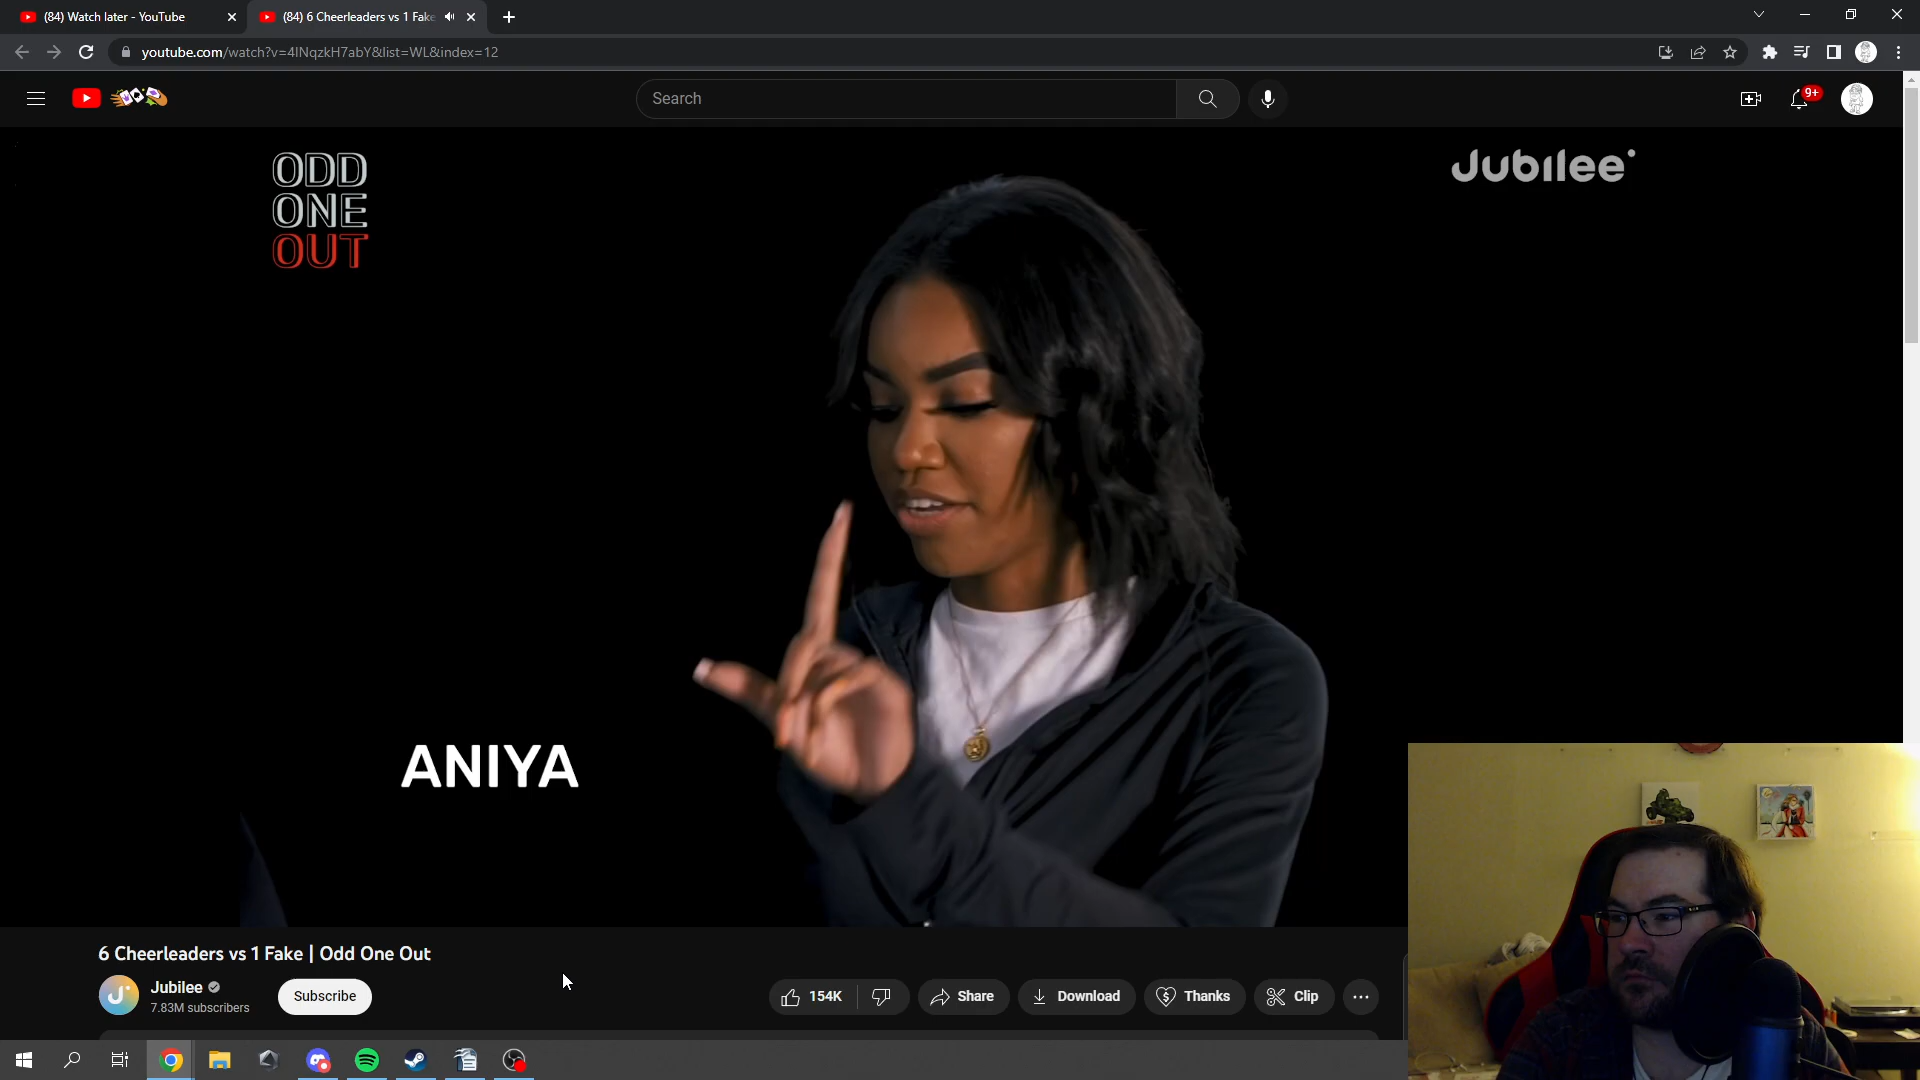 (84) Watch later - YouTube
(84) 6 Cheerleaders vs 1 Fake
youtube.com/watch?v=4lNqzkH7abY&list=WL&index=12
Search
9+
ODD
ONE
OUT
Jubilee
ANIYA
6 Cheerleaders vs 1 Fake | Odd One Out
Jubilee
7.83M subscribers
Subscribe
154K
Share
Download
Thanks
Clip